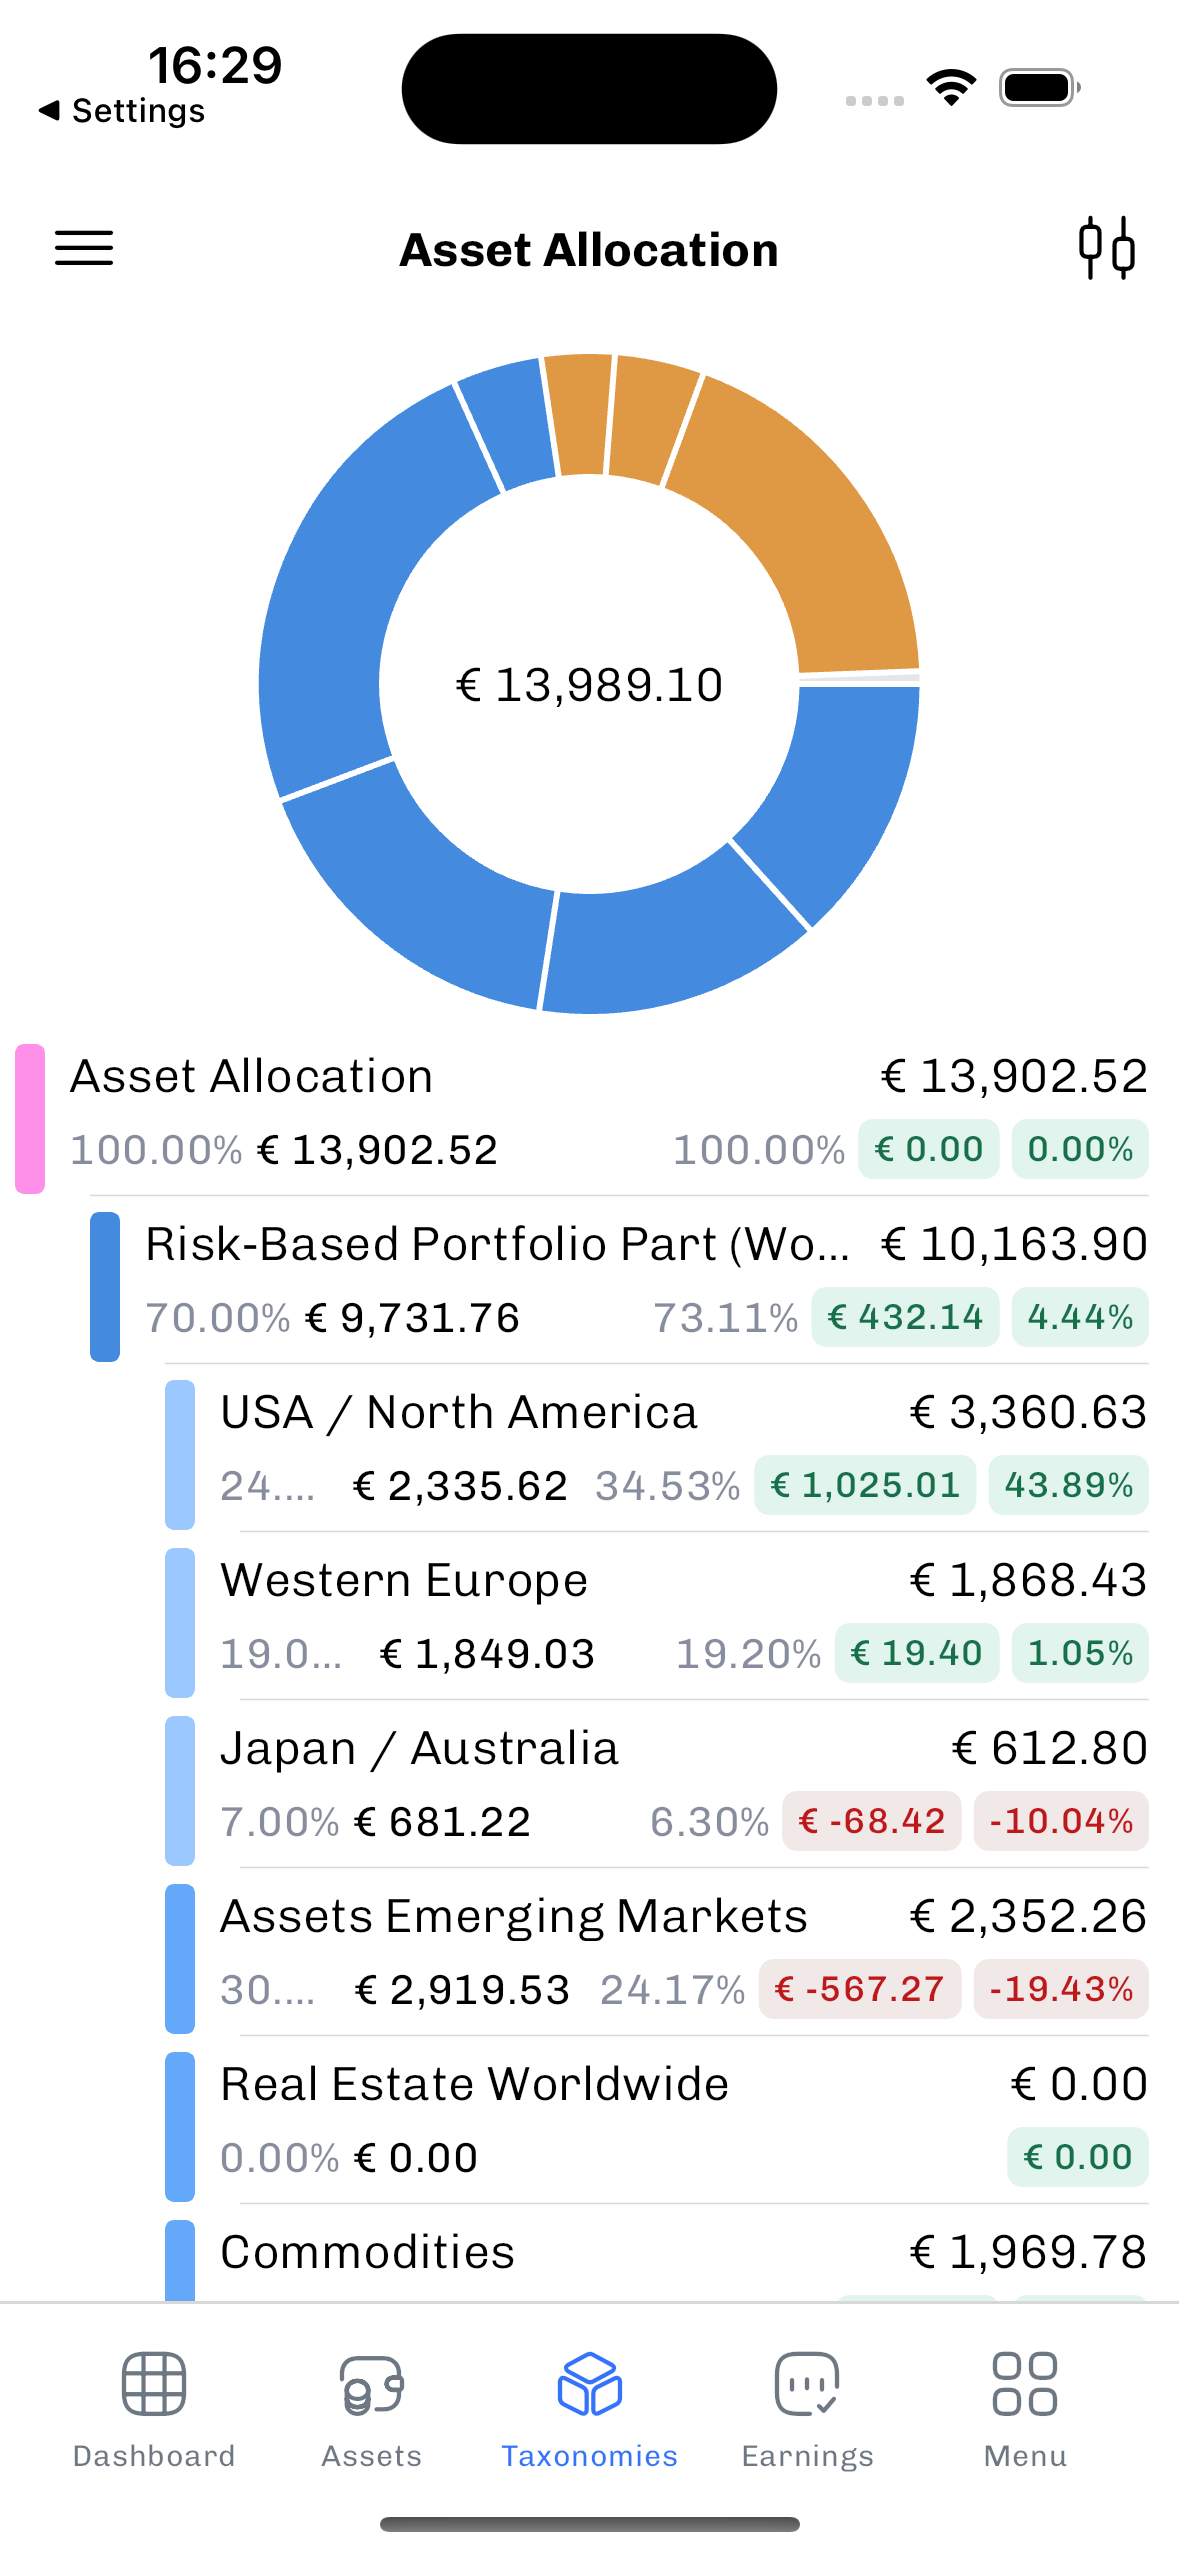 16:29
◀ Settings
Asset Allocation
€ 13,989.10
Asset Allocation € 13,902.52
100.00% € 13,902.52 100.00% € 0.00 0.00%
Risk-Based Portfolio Part (Wo... € 10,163.90
70.00% € 9,731.76 73.11% € 432.14 4.44%
USA / North America € 3,360.63
24.... € 2,335.62 34.53% € 1,025.01 43.89%
Western Europe € 1,868.43
19.0... € 1,849.03 19.20% € 19.40 1.05%
Japan / Australia € 612.80
7.00% € 681.22 6.30% € -68.42 -10.04%
Assets Emerging Markets € 2,352.26
30.... € 2,919.53 24.17% € -567.27 -19.43%
Real Estate Worldwide € 0.00
0.00% € 0.00 € 0.00
Commodities € 1,969.78
Dashboard Assets Taxonomies Earnings Menu